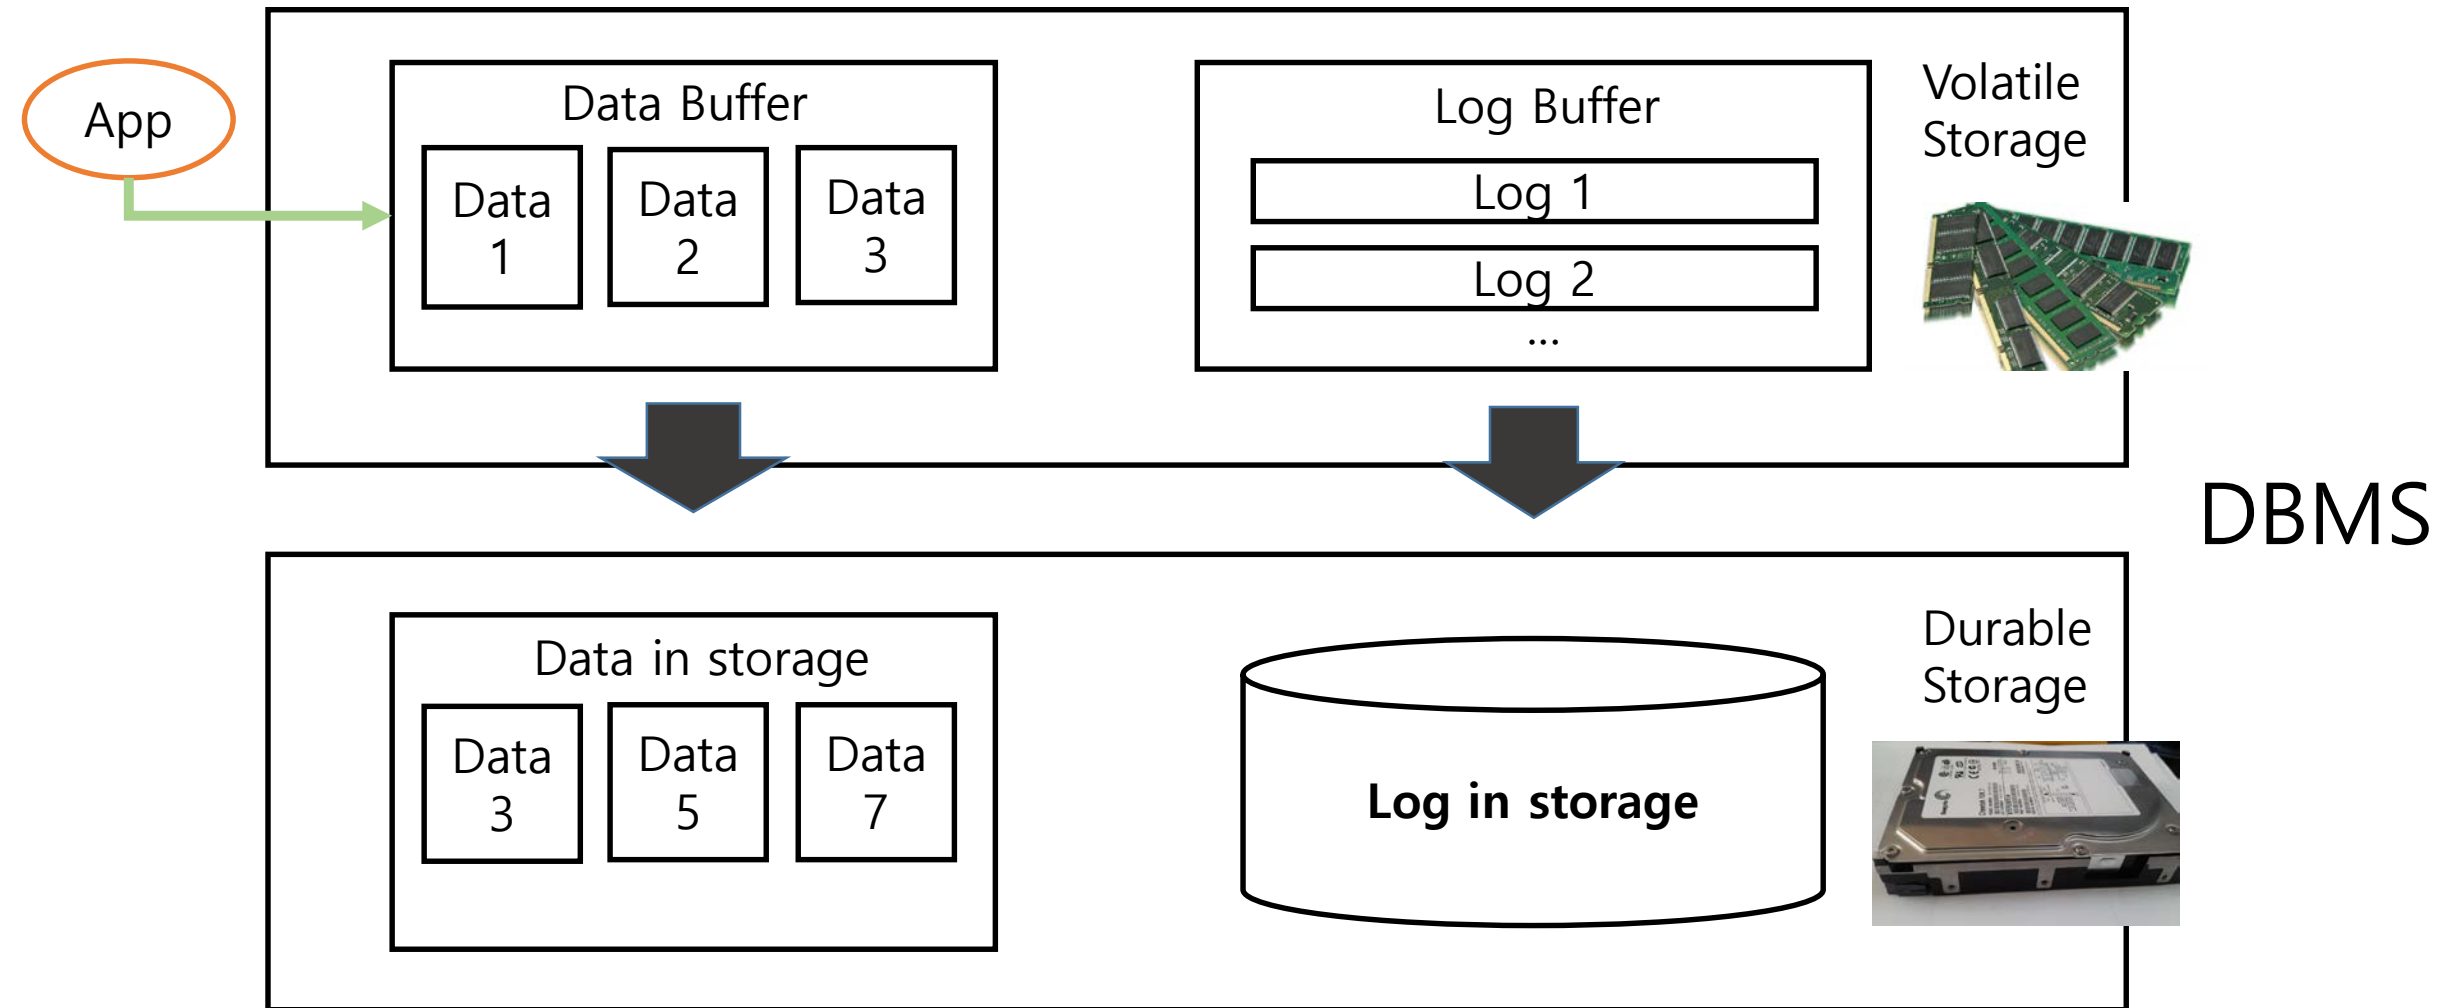 App
Data Buffer
Data
1
Data
2
Data
3
Log Buffer
Log 1
Log 2
...
Volatile
Storage
DBMS
Data in storage
Data
3
Data
5
Data
7
Log in storage
Durable
Storage